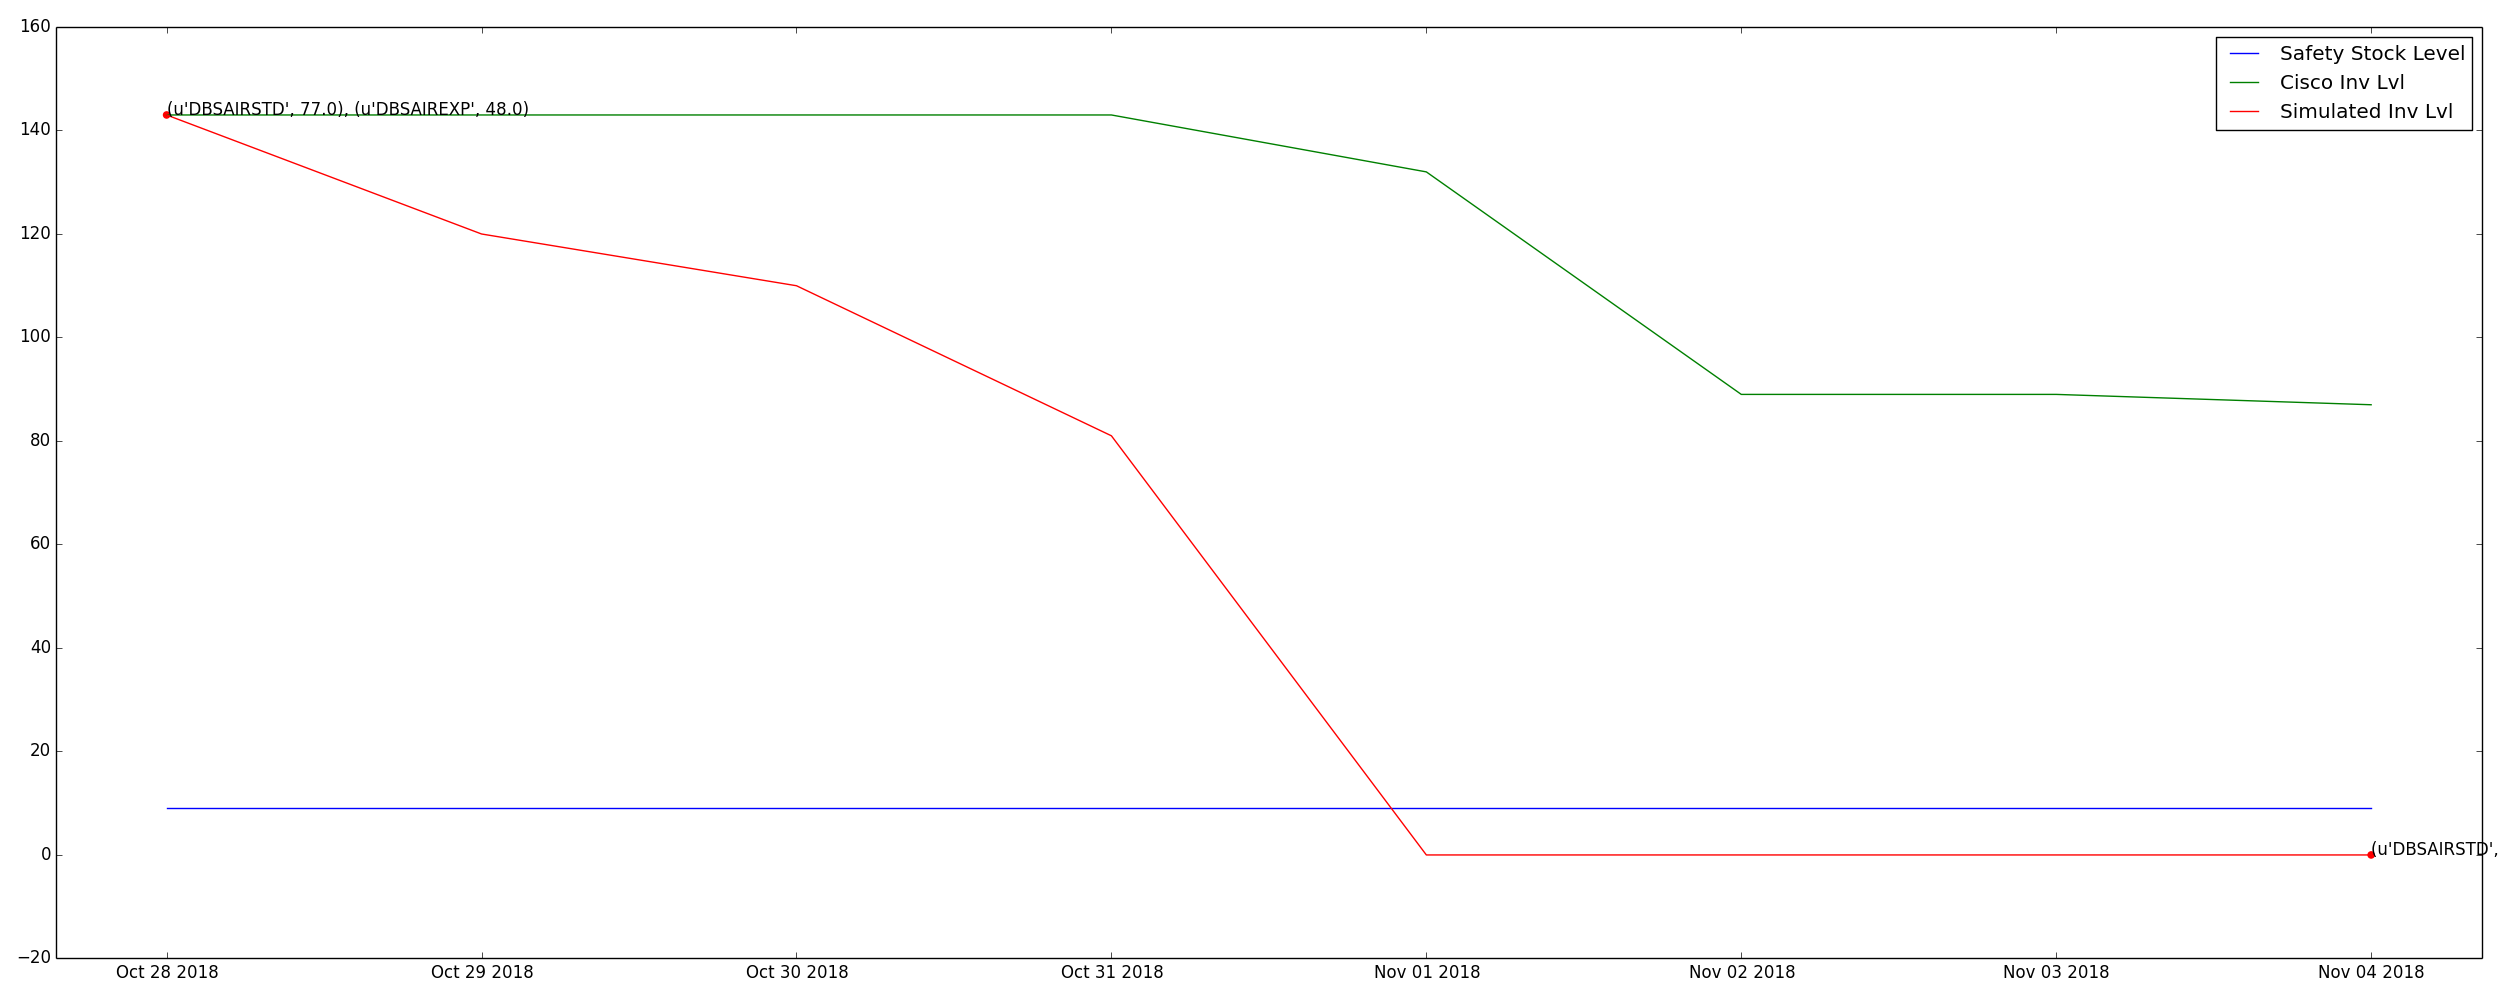 160
140
120
100
80
60
40
20
0
−20
(u'DBSAIRSTD', 77.0), (u'DBSAIREXP', 48.0)
Safety Stock Level
Cisco Inv Lvl
Simulated Inv Lvl
(u'DBSAIRSTD',
Oct 28 2018
Oct 29 2018
Oct 30 2018
Oct 31 2018
Nov 01 2018
Nov 02 2018
Nov 03 2018
Nov 04 2018